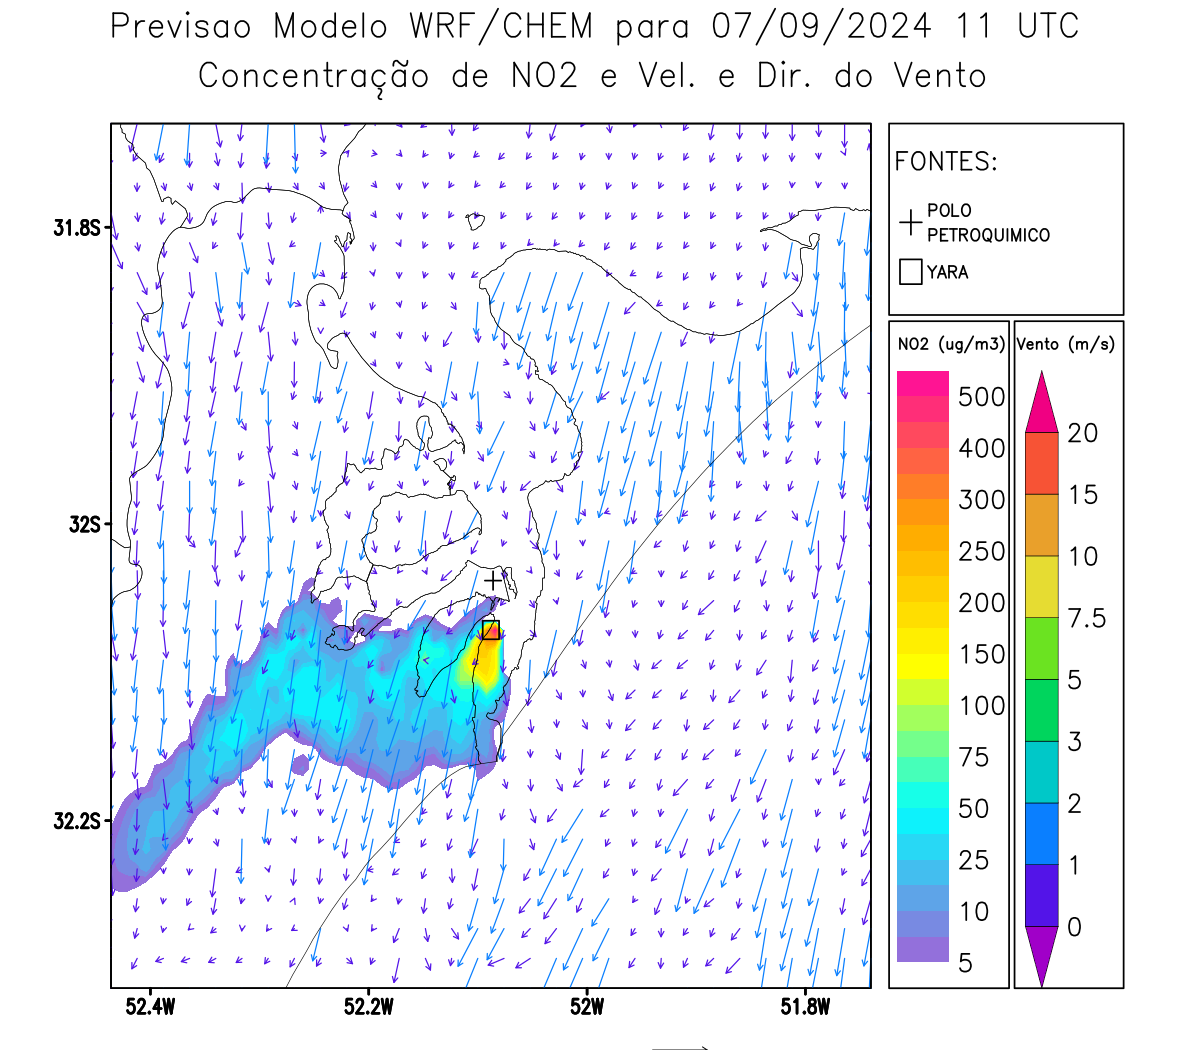 Previsao Modelo WRF/CHEM para 07/09/2024 11 UTC
Concentração de NO2 e Vel. e Dir. do Vento
FONTES:
POLO
PETROQUIMICO
YARA
31.8S
32S
32.2S
52.4W
52.2W
52W
51.8W
NO2 (ug/m3)
500
400
300
250
200
150
100
75
50
25
10
5
Vento (m/s)
20
15
10
7.5
5
3
2
1
0